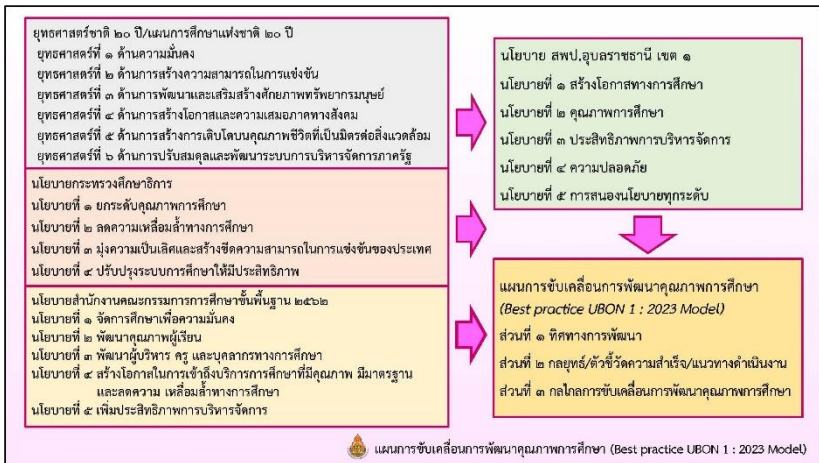 ยุทธศาสตร์ชาติ ๒๐ ปี/แผนการศึกษาแห่งชาติ ๒๐ ปี
ยุทธศาสตร์ที่ ๑ ด้านความมั่นคง
ยุทธศาสตร์ที่ ๒ ด้านการสร้างความสามารถในการแข่งขัน
ยุทธศาสตร์ที่ ๓ ด้านการพัฒนาและเสริมสร้างศักยภาพทรัพยากรมนุษย์
ยุทธศาสตร์ที่ ๔ ด้านการสร้างโอกาสและความเสมอภาคทางสังคม
ยุทธศาสตร์ที่ ๕ ด้านการสร้างการเติบโตบนคุณภาพชีวิตที่เป็นมิตรต่อสิ่งแวดล้อม
ยุทธศาสตร์ที่ ๖ ด้านการปรับสมดุลและพัฒนาระบบการบริหารจัดการภาครัฐ
นโยบายกระทรวงศึกษาธิการ
นโยบายที่ ๑ ยกระดับคุณภาพการศึกษา
นโยบายที่ ๒ ลดความเหลื่อมล้ำทางการศึกษา
นโยบายที่ ๓ มุ่งความเป็นเลิศและสร้างขีดความสามารถในการแข่งขันของประเทศ
นโยบายที่ ๔ ปรับปรุงระบบการศึกษาให้มีประสิทธิภาพ
นโยบายสำนักงานคณะกรรมการการศึกษาขั้นพื้นฐาน ๒๕๖๒
นโยบายที่ ๑ จัดการศึกษาเพื่อความมั่นคง
นโยบายที่ ๒ พัฒนาคุณภาพผู้เรียน
นโยบายที่ ๓ พัฒนาผู้บริหาร ครู และบุคลากรทางการศึกษา
นโยบายที่ ๔ สร้างโอกาสในการเข้าถึงบริการการศึกษาที่มีคุณภาพ มีมาตรฐาน
และลดความ เหลื่อมล้ำทางการศึกษา
นโยบายที่ ๕ เพิ่มประสิทธิภาพการบริหารจัดการ
นโยบาย สพป.อุบลราชธานี เขต ๑
นโยบายที่ ๑ สร้างโอกาสทางการศึกษา
นโยบายที่ ๒ คุณภาพการศึกษา
นโยบายที่ ๓ ประสิทธิภาพการบริหารจัดการ
นโยบายที่ ๔ ความปลอดภัย
นโยบายที่ ๕ การสนองนโยบายทุกระดับ
แผนการขับเคลื่อนการพัฒนาคุณภาพการศึกษา
(Best practice UBON 1 : 2023 Model)
ส่วนที่ ๑ ทิศทางการพัฒนา
ส่วนที่ ๒ กลยุทธ์/ตัวชี้วัดความสำเร็จ/แนวทางดำเนินงาน
ส่วนที่ ๓ กลไกลการขับเคลื่อนการพัฒนาคุณภาพการศึกษา
แผนการขับเคลื่อนการพัฒนาคุณภาพการศึกษา (Best practice UBON 1 : 2023 Model)